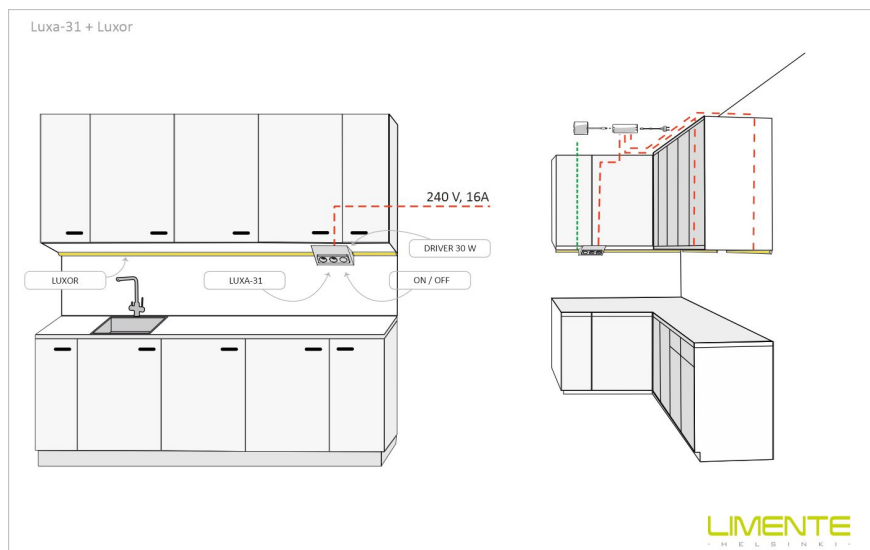 Luxa-31 + Luxor
240 V, 16A
DRIVER 30 W
LUXOR
LUXA-31
ON / OFF
LIMENTE
- HELSINKI -